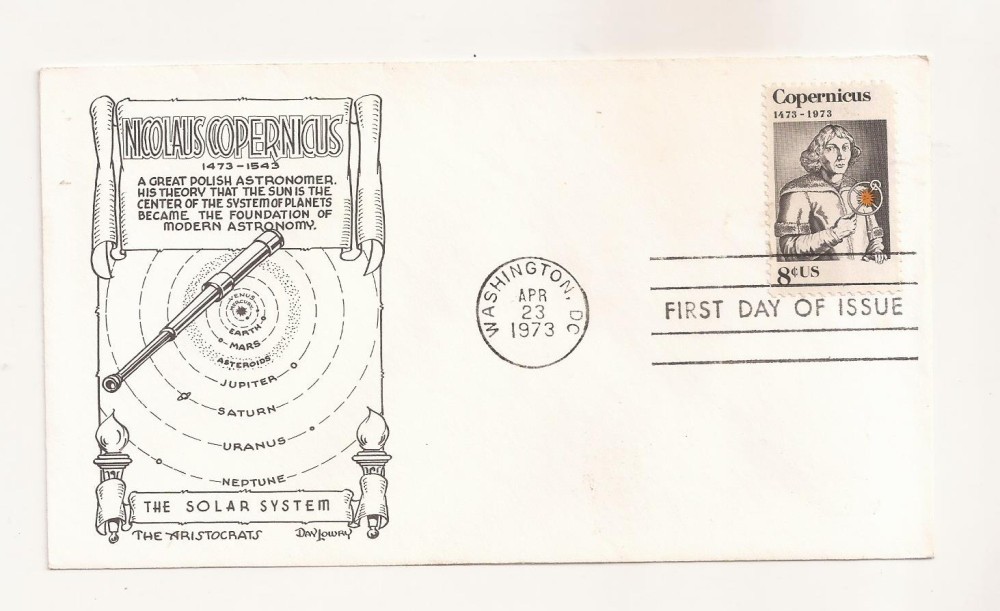 NICOLAUS COPERNICUS
1473-1543
A GREAT POLISH ASTRONOMER.
HIS THEORY THAT THE SUN IS THE
CENTER OF THE SYSTEM OF PLANETS
BECAME THE FOUNDATION OF
MODERN ASTRONOMY.
VENUS
MERCURY
EARTH
MARS
ASTEROIDS
JUPITER
SATURN
URANUS
NEPTUNE
THE SOLAR SYSTEM
THE ARISTOCRATS DAY LOWRY
WASHINGTON, DC
APR
23
1973
Copernicus
1473-1973
8¢ US
FIRST DAY OF ISSUE